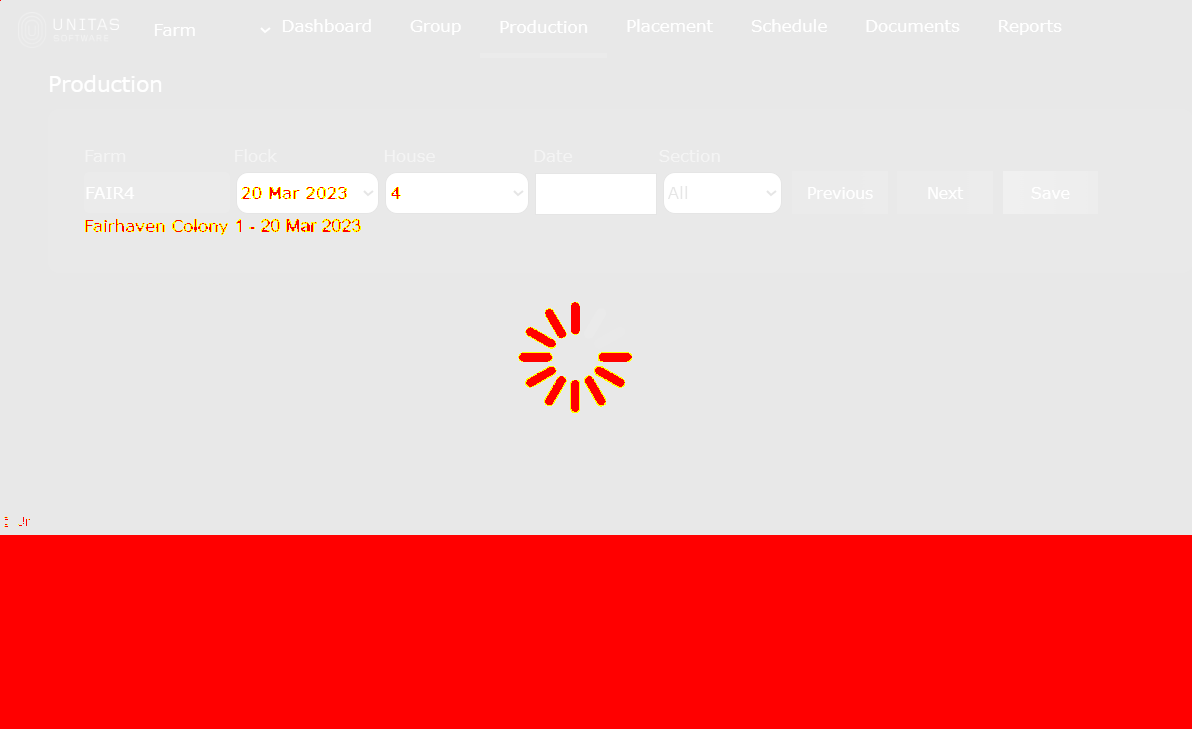 UNITAS
SOFTWARE
Farm Dashboard Group Production Placement Schedule Documents Reports
Production
Farm Flock House Date Section
FAIR4 20 Mar 2023 4 All Previous Next Save
Fairhaven Colony 1 - 20 Mar 2023